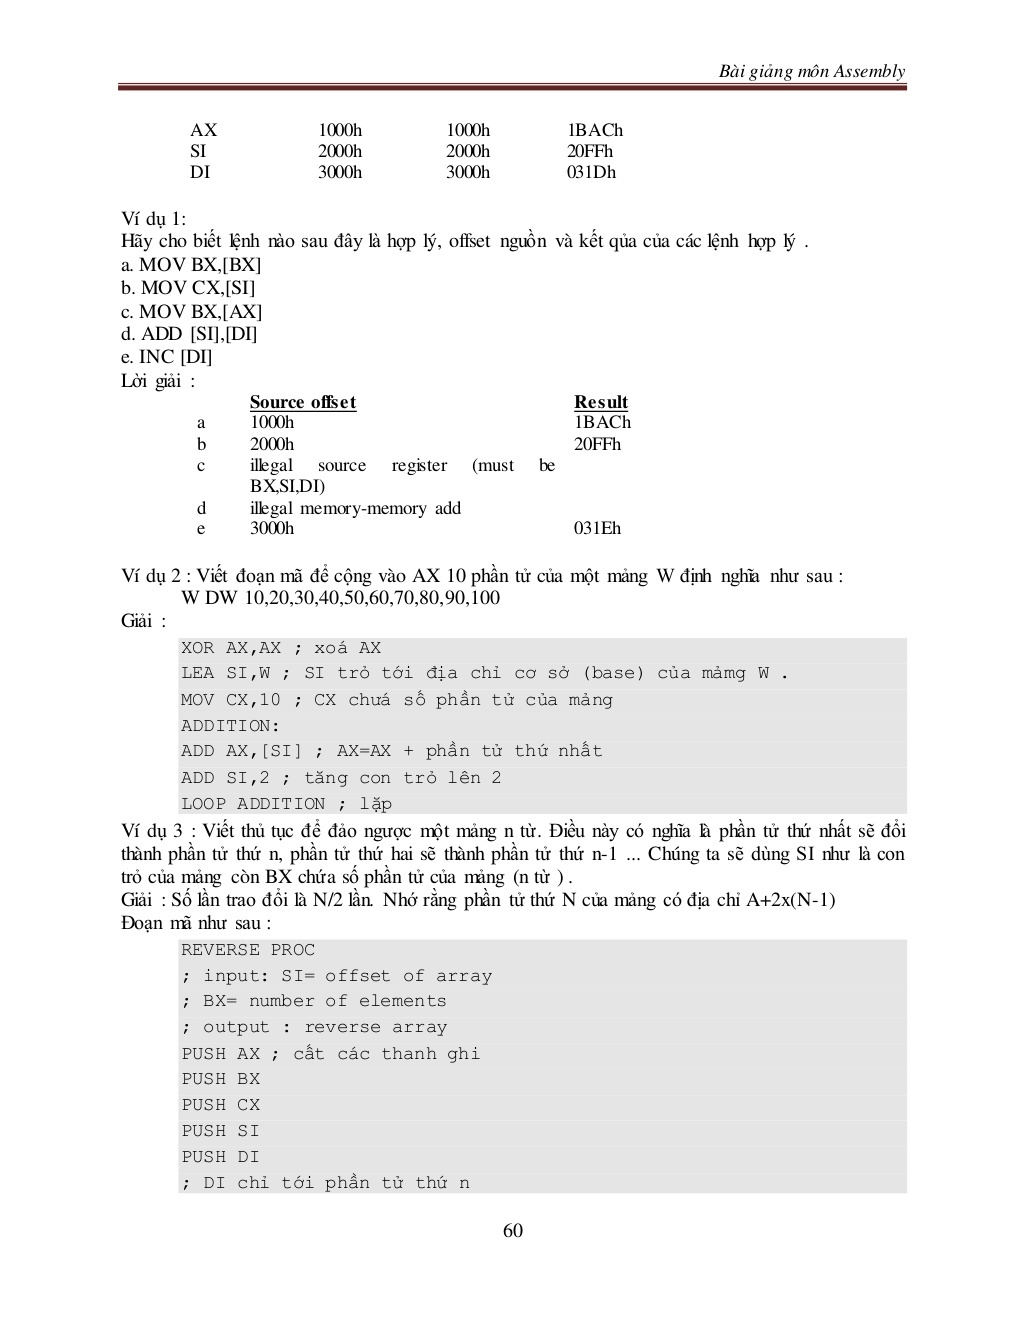 Bài giảng môn Assembly
AX 1000h 1000h 1BACh
SI 2000h 2000h 20FFh
DI 3000h 3000h 031Dh
Ví dụ 1:
Hãy cho biết lệnh nào sau đây là hợp lý, offset nguồn và kết qủa của các lệnh hợp lý .
a. MOV BX,[BX]
b. MOV CX,[SI]
c. MOV BX,[AX]
d. ADD [SI],[DI]
e. INC [DI]
Lời giải :
Source offset Result
a 1000h 1BACh
b 2000h 20FFh
c illegal source register (must be
BX,SI,DI)
d illegal memory-memory add
e 3000h 031Eh
Ví dụ 2 : Viết đoạn mã để cộng vào AX 10 phần tử của một mảng W định nghĩa như sau :
W DW 10,20,30,40,50,60,70,80,90,100
Giải :
XOR AX,AX ; xoá AX
LEA SI,W ; SI trỏ tới địa chỉ cơ sở (base) của mảmg W .
MOV CX,10 ; CX chưá số phần tử của mảng
ADDITION:
ADD AX,[SI] ; AX=AX + phần tử thứ nhất
ADD SI,2 ; tăng con trỏ lên 2
LOOP ADDITION ; lặp
Ví dụ 3 : Viết thủ tục để đảo ngược một mảng n từ. Điều này có nghĩa là phần tử thứ nhất sẽ đổi
thành phần tử thứ n, phần tử thứ hai sẽ thành phần tử thứ n-1 ... Chúng ta sẽ dùng SI như là con
trỏ của mảng còn BX chứa số phần tử của mảng (n từ ) .
Giải : Số lần trao đổi là N/2 lần. Nhớ rằng phần tử thứ N của mảng có địa chỉ A+2x(N-1)
Đoạn mã như sau :
REVERSE PROC
; input: SI= offset of array
; BX= number of elements
; output : reverse array
PUSH AX ; cất các thanh ghi
PUSH BX
PUSH CX
PUSH SI
PUSH DI
; DI chỉ tới phần tử thứ n
60